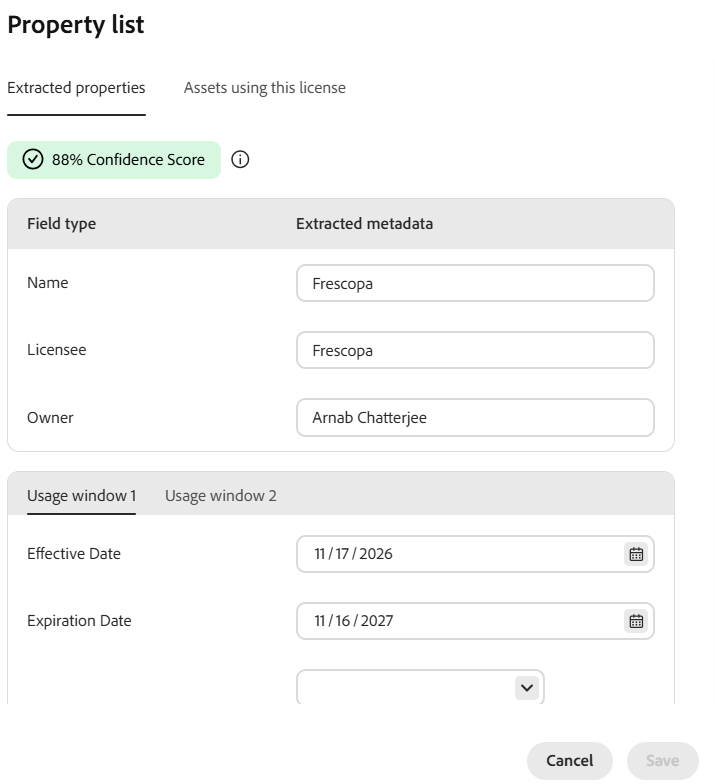 Property list
Extracted properties Assets using this license
88% Confidence Score
Field type Extracted metadata
Name Frescopa
Licensee Frescopa
Owner Arnab Chatterjee
Usage window 1 Usage window 2
Effective Date 11 / 17 / 2026
Expiration Date 11 / 16 / 2027
Cancel Save